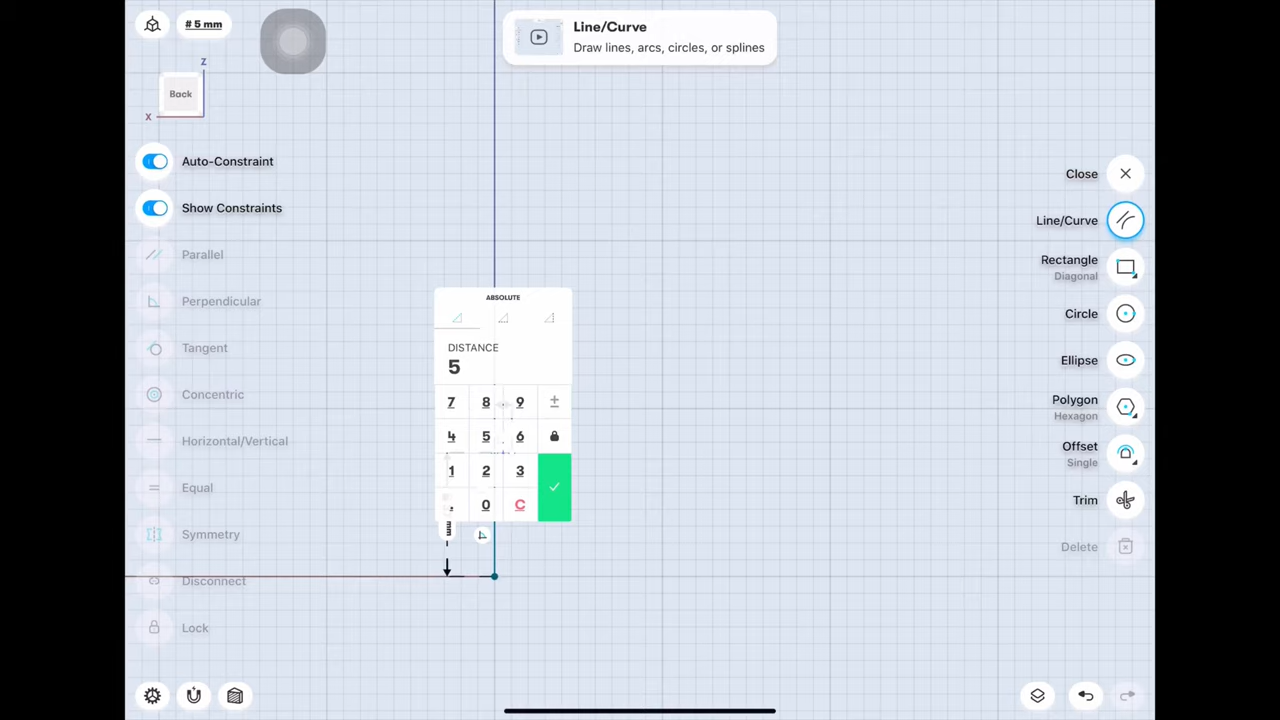 # 5 mm
Line/Curve
Draw lines, arcs, circles, or splines
Z
Back
X
Auto-Constraint
Show Constraints
Parallel
Perpendicular
Tangent
Concentric
Horizontal/Vertical
Equal
Symmetry
Disconnect
Lock
ABSOLUTE
DISTANCE
5
7 8 9 ±
4 5 6
1 2 3
. 0 C
mm
Close
Line/Curve
Rectangle
Diagonal
Circle
Ellipse
Polygon
Hexagon
Offset
Single
Trim
Delete